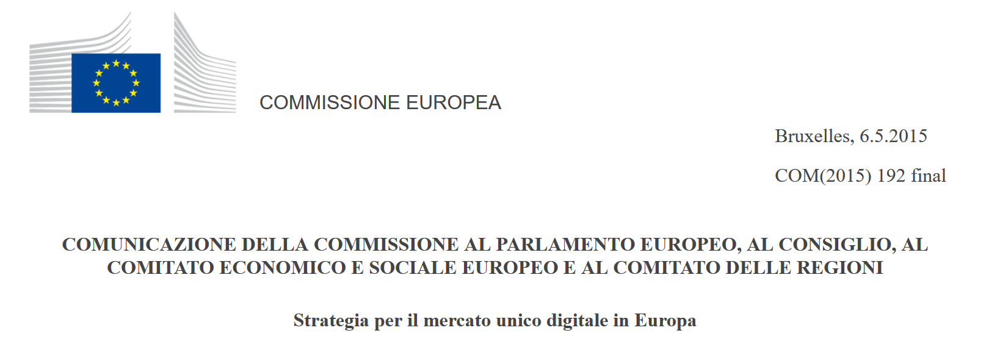 COMMISSIONE EUROPEA
Bruxelles, 6.5.2015
COM(2015) 192 final
COMUNICAZIONE DELLA COMMISSIONE AL PARLAMENTO EUROPEO, AL CONSIGLIO, AL
COMITATO ECONOMICO E SOCIALE EUROPEO E AL COMITATO DELLE REGIONI
Strategia per il mercato unico digitale in Europa